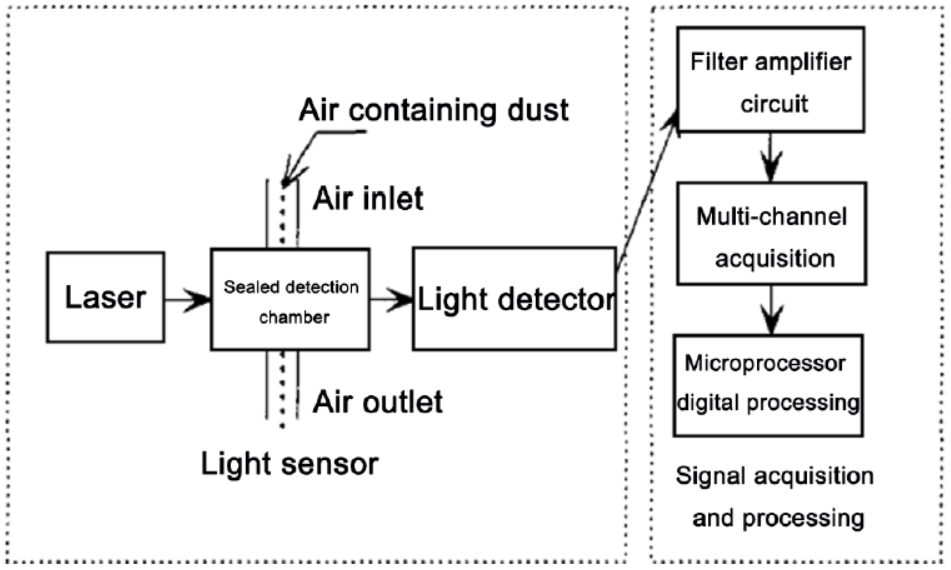 Air containing dust
Air inlet
Laser
Sealed detection
chamber
Light detector
Air outlet
Light sensor
Filter amplifier
circuit
Multi-channel
acquisition
Microprocessor
digital processing
Signal acquisition
and processing